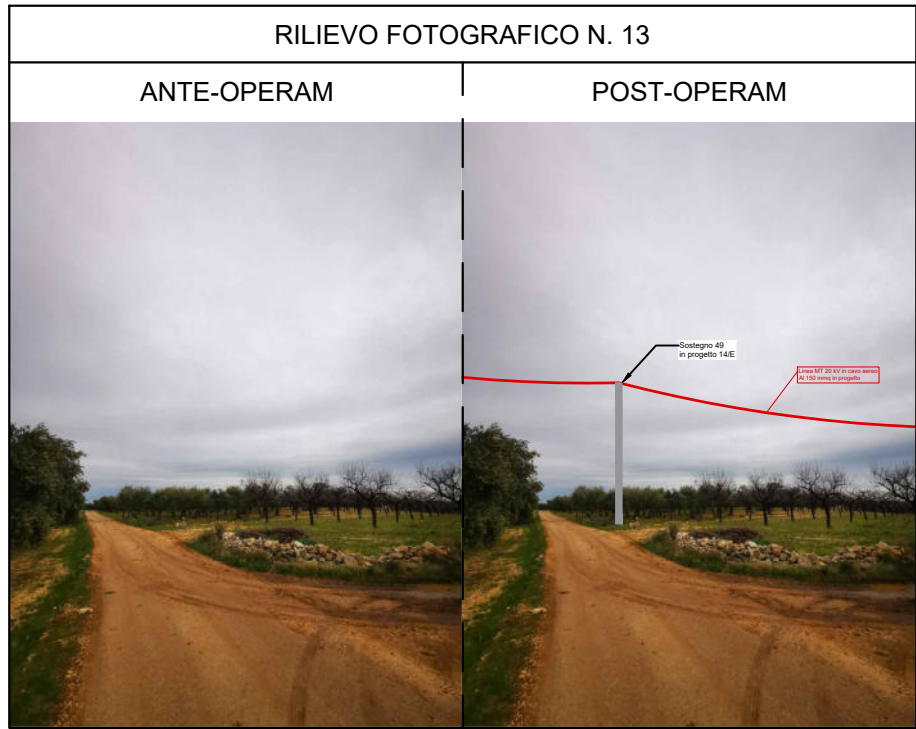 RILIEVO FOTOGRAFICO N. 13
ANTE-OPERAM
POST-OPERAM
Sostegno 49
in progetto 14/E
Linea MT 20 kV in cavo aereo
Al 150 mmq in progetto